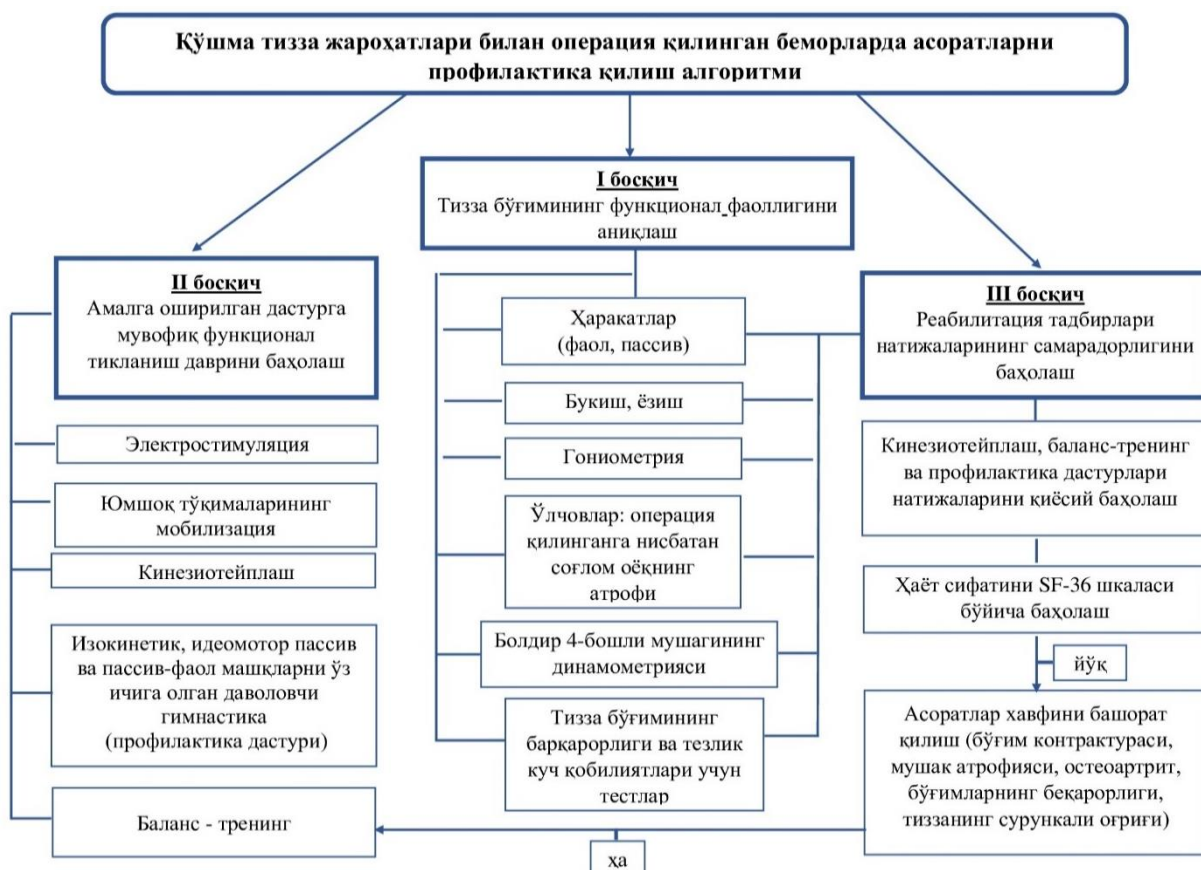 Қўшма тизза жароҳатлари билан операция қилинган беморларда асоратларни
профилактика қилиш алгоритми
I босқич
Тизза бўғимининг функционал фаоллигини
аниқлаш
Ҳаракатлар
(фаол, пассив)
Букиш, ёзиш
Гониометрия
Ўлчовлар: операция
қилинганга нисбатан
соғлом оёқнинг
атрофи
Болдир 4-бошли мушагининг
динамометрияси
Тизза бўғимининг
барқарорлиги ва тезлик
куч қобилиятлари учун
тестлар
II босқич
Амалга оширилган дастурга
мувофиқ функционал
тикланиш даврини баҳолаш
Электростимуляция
Юмшоқ тўқималарининг
мобилизация
Кинезиотейплаш
Изокинетик, идеомотор пассив
ва пассив-фаол машқларни ўз
ичига олган даволовчи
гимнастика
(профилактика дастури)
Баланс - тренинг
III босқич
Реабилитация тадбирлари
натижаларининг самарадорлигини
баҳолаш
Кинезиотейплаш, баланс-тренинг
ва профилактика дастурлари
натижаларини қиёсий баҳолаш
Ҳаёт сифатини SF-36 шкаласи
бўйича баҳолаш
йўқ
Асоратлар хавфини башорат
қилиш (бўғим контрактураси,
мушак атрофияси, остеоартрит,
бўғимларнинг беқарорлиги,
тиззанинг сурункали оғриғи)
ҳа